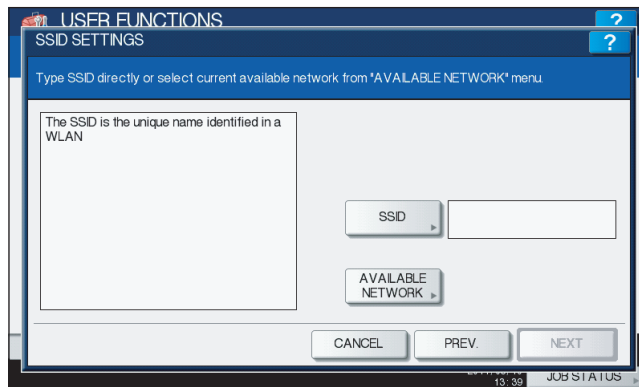 USER FUNCTIONS
?
SSID SETTINGS
?
Type SSID directly or select current available network from "AVAILABLE NETWORK" menu.
The SSID is the unique name identified in a
WLAN
SSID
AVAILABLE
NETWORK
CANCEL
PREV.
NEXT
13:39
JOB STATUS